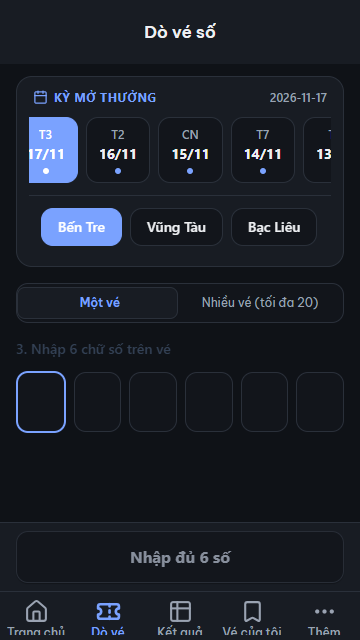 Dò vé số
KỲ MỞ THƯỞNG 2026-11-17
T3 T2 CN T7
17/11 16/11 15/11 14/11 13
Bến Tre Vũng Tàu Bạc Liêu
Một vé Nhiều vé (tối đa 20)
3. Nhập 6 chữ số trên vé
Nhập đủ 6 số
Trang chủ Dò vé Kết quả Vé của tôi Thêm